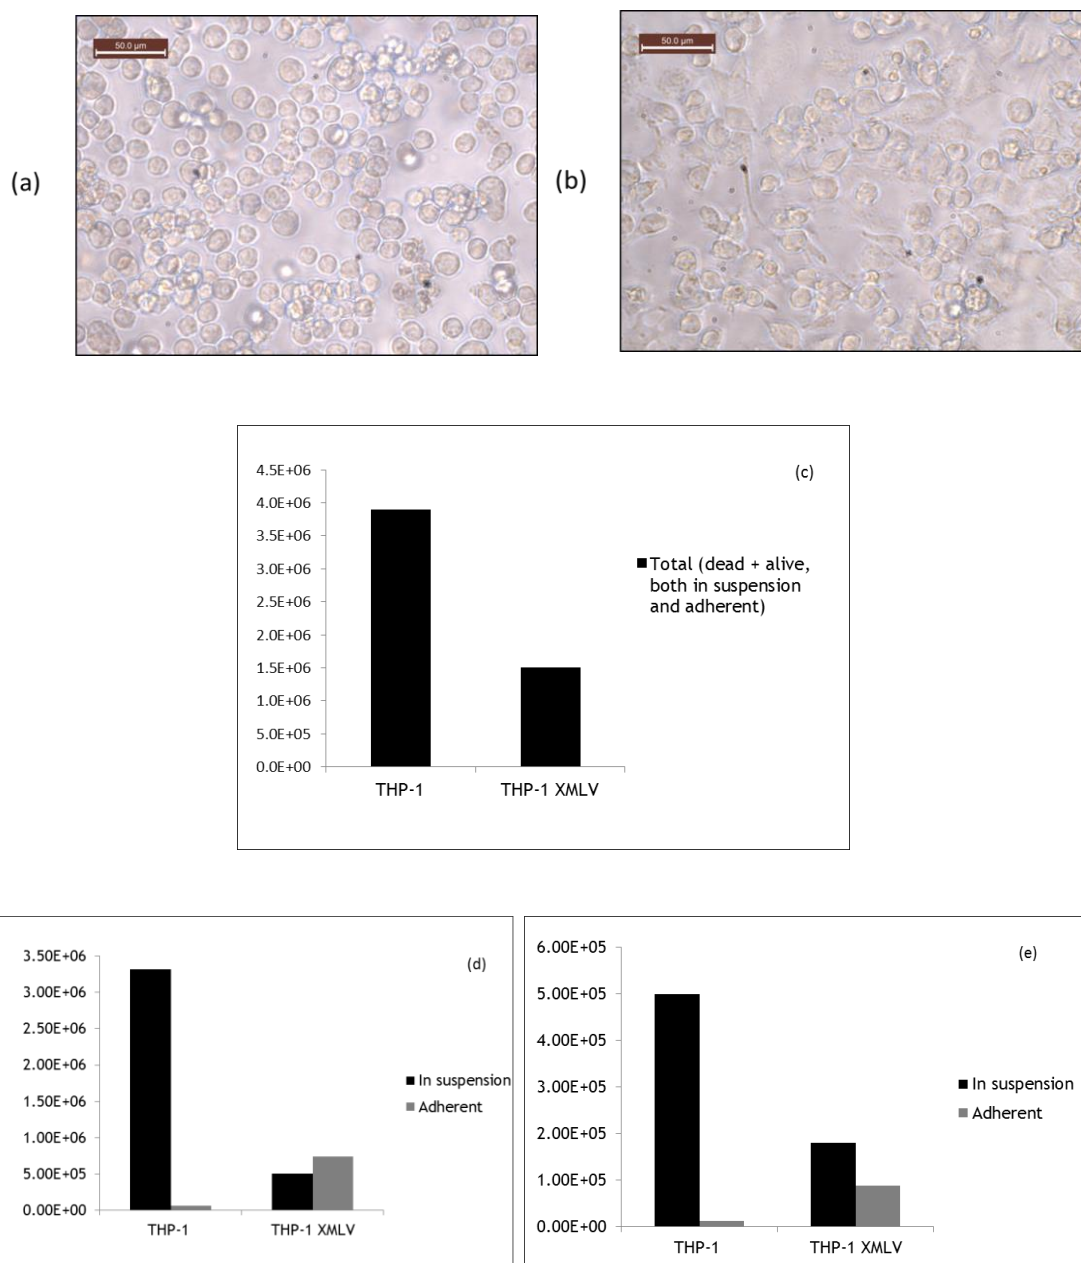 50.0 µm
50.0 µm
(a)
(b)
(c)
4.5E+06
4.0E+06
3.5E+06
3.0E+06
2.5E+06
2.0E+06
1.5E+06
1.0E+06
5.0E+05
0.0E+00
THP-1
THP-1 XMLV
Total (dead + alive,
both in suspension
and adherent)
(d)
3.50E+06
3.00E+06
2.50E+06
2.00E+06
1.50E+06
1.00E+06
5.00E+05
0.00E+00
THP-1
THP-1 XMLV
In suspension
Adherent
(e)
6.00E+05
5.00E+05
4.00E+05
3.00E+05
2.00E+05
1.00E+05
0.00E+00
THP-1
THP-1 XMLV
In suspension
Adherent